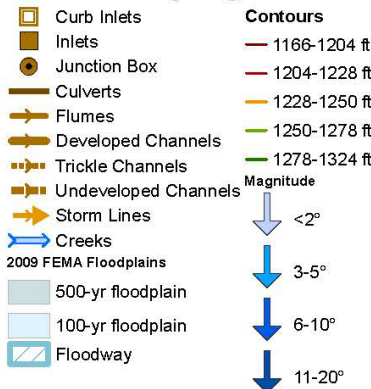 Curb Inlets
Inlets
Junction Box
Culverts
Flumes
Developed Channels
Trickle Channels
Undeveloped Channels
Storm Lines
Creeks
2009 FEMA Floodplains
500-yr floodplain
100-yr floodplain
Floodway
Contours
1166-1204 ft
1204-1228 ft
1228-1250 ft
1250-1278 ft
1278-1324 ft
Magnitude
<2°
3-5°
6-10°
11-20°